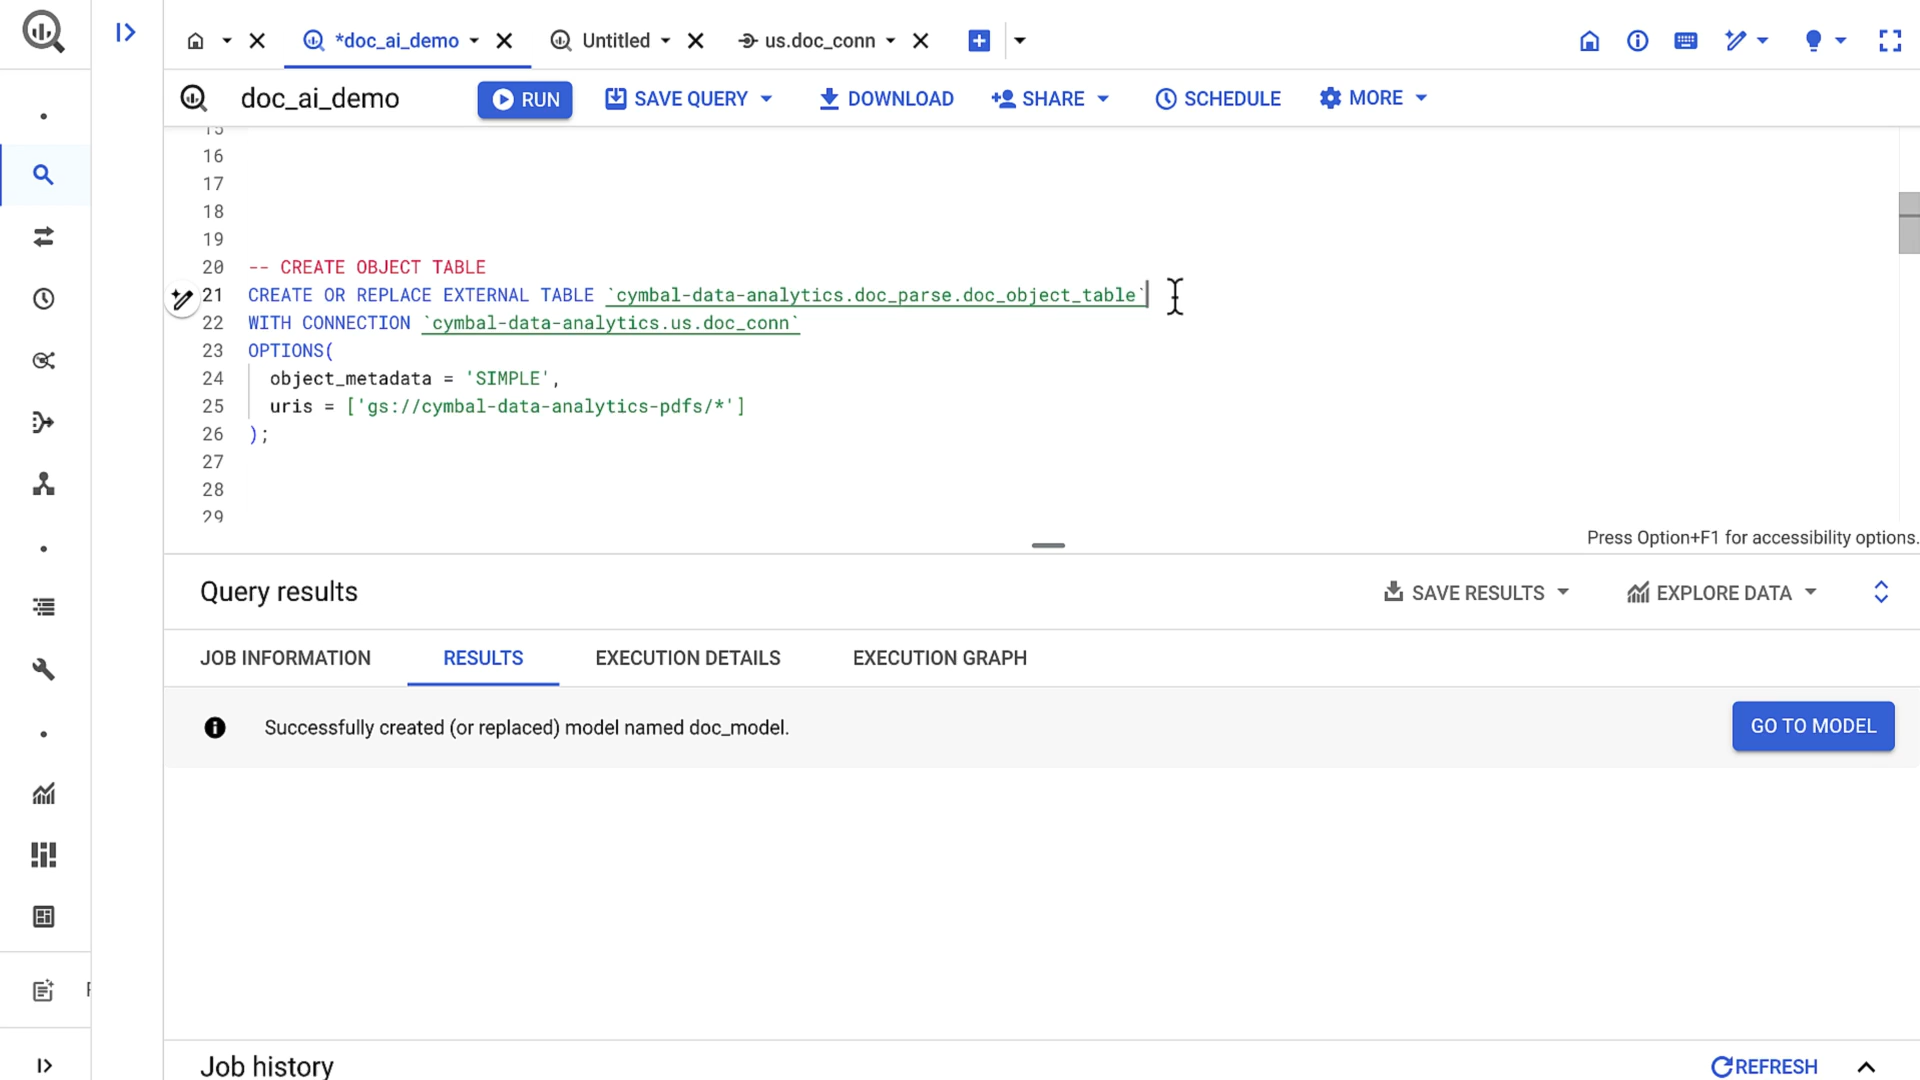 *doc_ai_demo
Untitled
us.doc_conn
doc_ai_demo
RUN
SAVE QUERY
DOWNLOAD
SHARE
SCHEDULE
MORE
15
16
17
18
19
20 -- CREATE OBJECT TABLE
21 CREATE OR REPLACE EXTERNAL TABLE `cymbal-data-analytics.doc_parse.doc_object_table`
22 WITH CONNECTION `cymbal-data-analytics.us.doc_conn`
23 OPTIONS(
24 object_metadata = 'SIMPLE',
25 uris = ['gs://cymbal-data-analytics-pdfs/*']
26 );
27
28
29
Press Option+F1 for accessibility options.
Query results
SAVE RESULTS
EXPLORE DATA
JOB INFORMATION
RESULTS
EXECUTION DETAILS
EXECUTION GRAPH
Successfully created (or replaced) model named doc_model.
GO TO MODEL
Job history
REFRESH